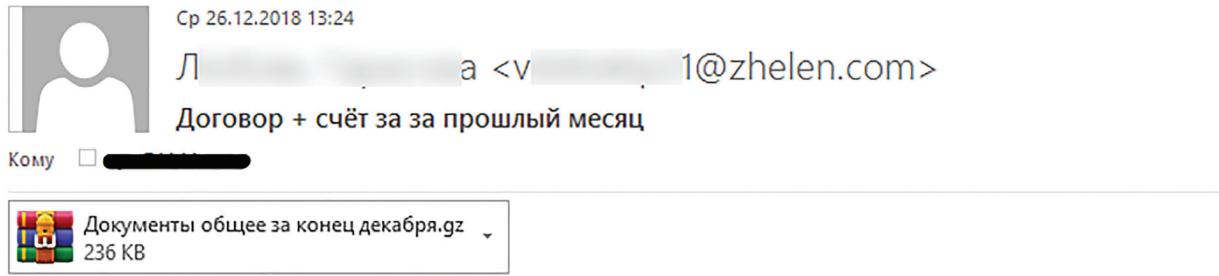 Ср 26.12.2018 13:24
Л а <v 1@zhelen.com>
Договор + счёт за за прошлый месяц
Кому
Документы общее за конец декабря.gz
236 KB